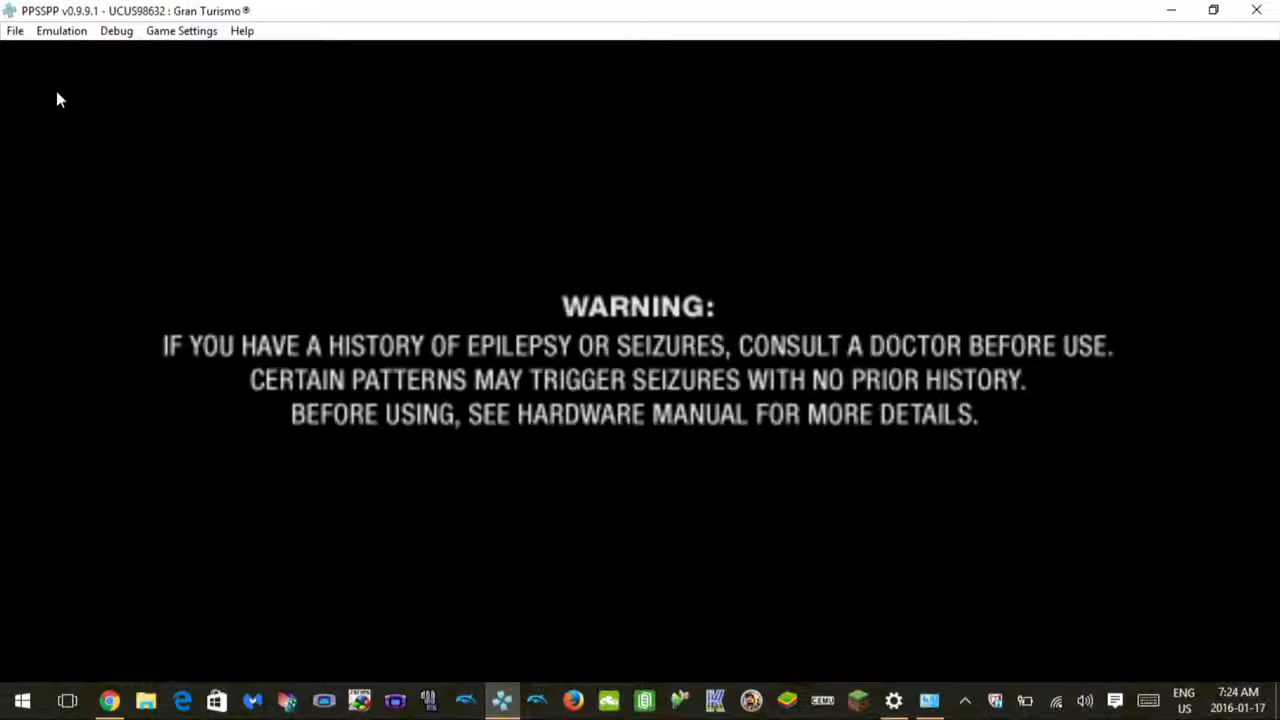 PPSSPP v0.9.9.1 - UCUS98632 : Gran Turismo®
File Emulation Debug Game Settings Help
WARNING:
IF YOU HAVE A HISTORY OF EPILEPSY OR SEIZURES, CONSULT A DOCTOR BEFORE USE.
CERTAIN PATTERNS MAY TRIGGER SEIZURES WITH NO PRIOR HISTORY.
BEFORE USING, SEE HARDWARE MANUAL FOR MORE DETAILS.
CEMU
ENG 7:24 AM
US 2016-01-17